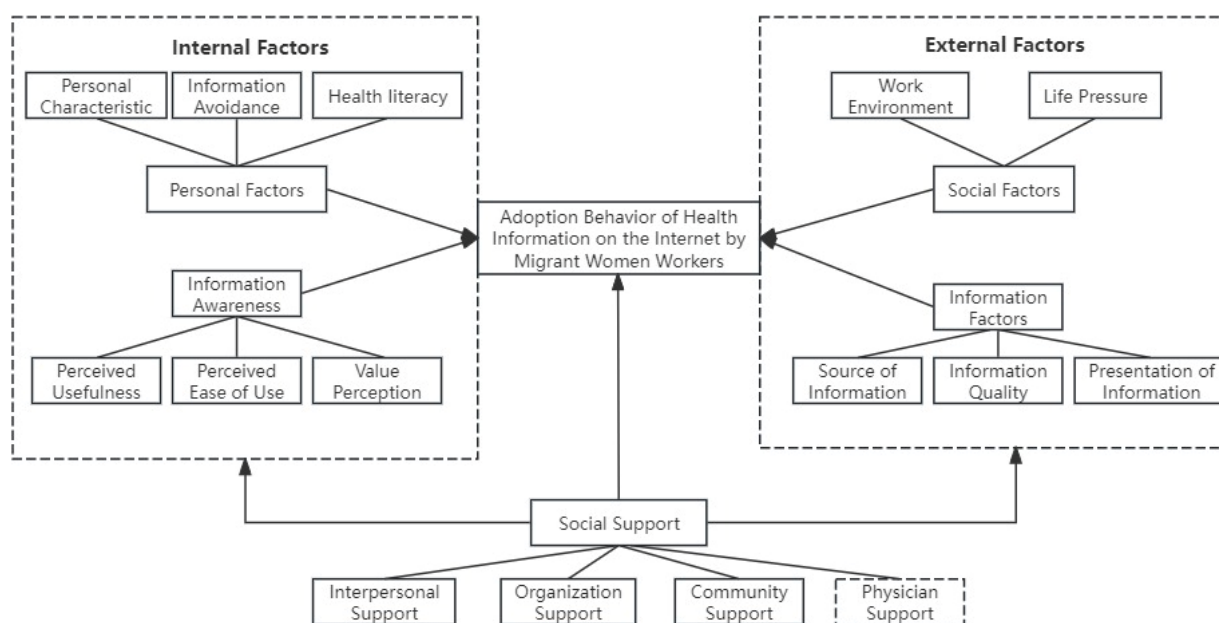 Internal Factors
Personal
Characteristic
Information
Avoidance
Health literacy
Personal Factors
Information
Awareness
Perceived
Usefulness
Perceived
Ease of Use
Value
Perception
Adoption Behavior of Health
Information on the Internet by
Migrant Women Workers
External Factors
Work
Environment
Life Pressure
Social Factors
Information
Factors
Source of
Information
Information
Quality
Presentation of
Information
Social Support
Interpersonal
Support
Organization
Support
Community
Support
Physician
Support